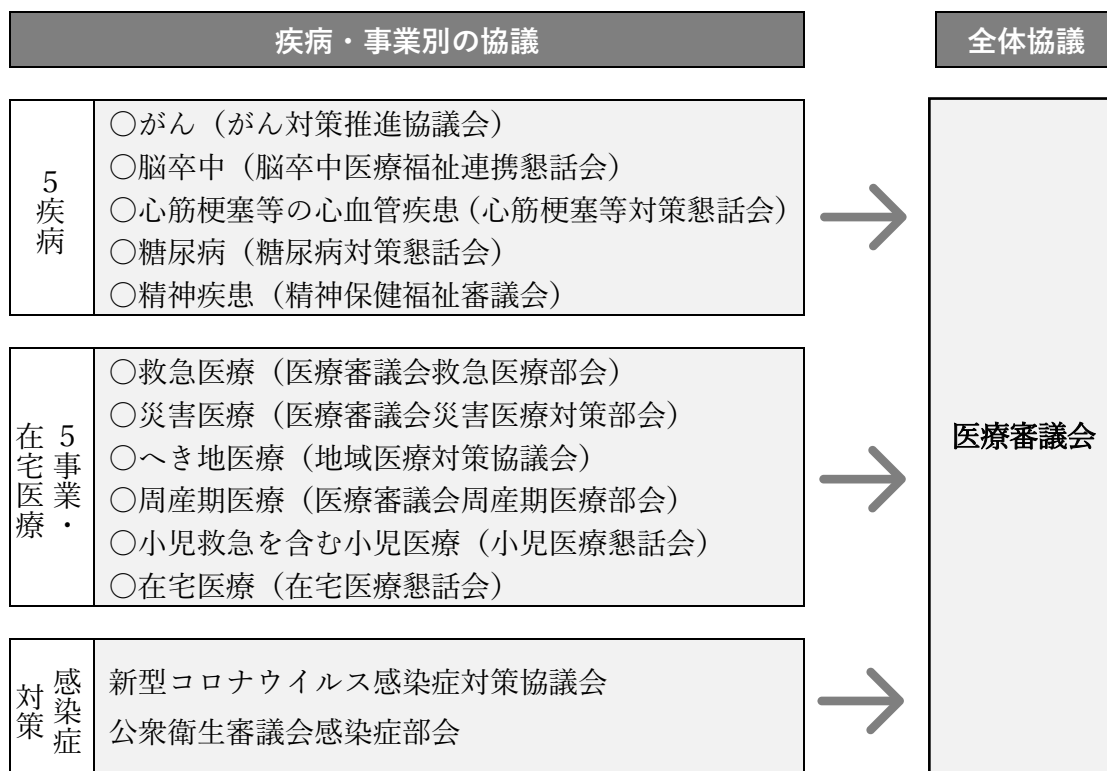 疾病・事業別の協議
全体協議
5疾病
○がん（がん対策推進協議会）
○脳卒中（脳卒中医療福祉連携懇話会）
○心筋梗塞等の心血管疾患（心筋梗塞等対策懇話会）
○糖尿病（糖尿病対策懇話会）
○精神疾患（精神保健福祉審議会）
5事業・
在宅医療
○救急医療（医療審議会救急医療部会）
○災害医療（医療審議会災害医療対策部会）
○へき地医療（地域医療対策協議会）
○周産期医療（医療審議会周産期医療部会）
○小児救急を含む小児医療（小児医療懇話会）
○在宅医療（在宅医療懇話会）
感染症
対策
新型コロナウイルス感染症対策協議会
公衆衛生審議会感染症部会
医療審議会